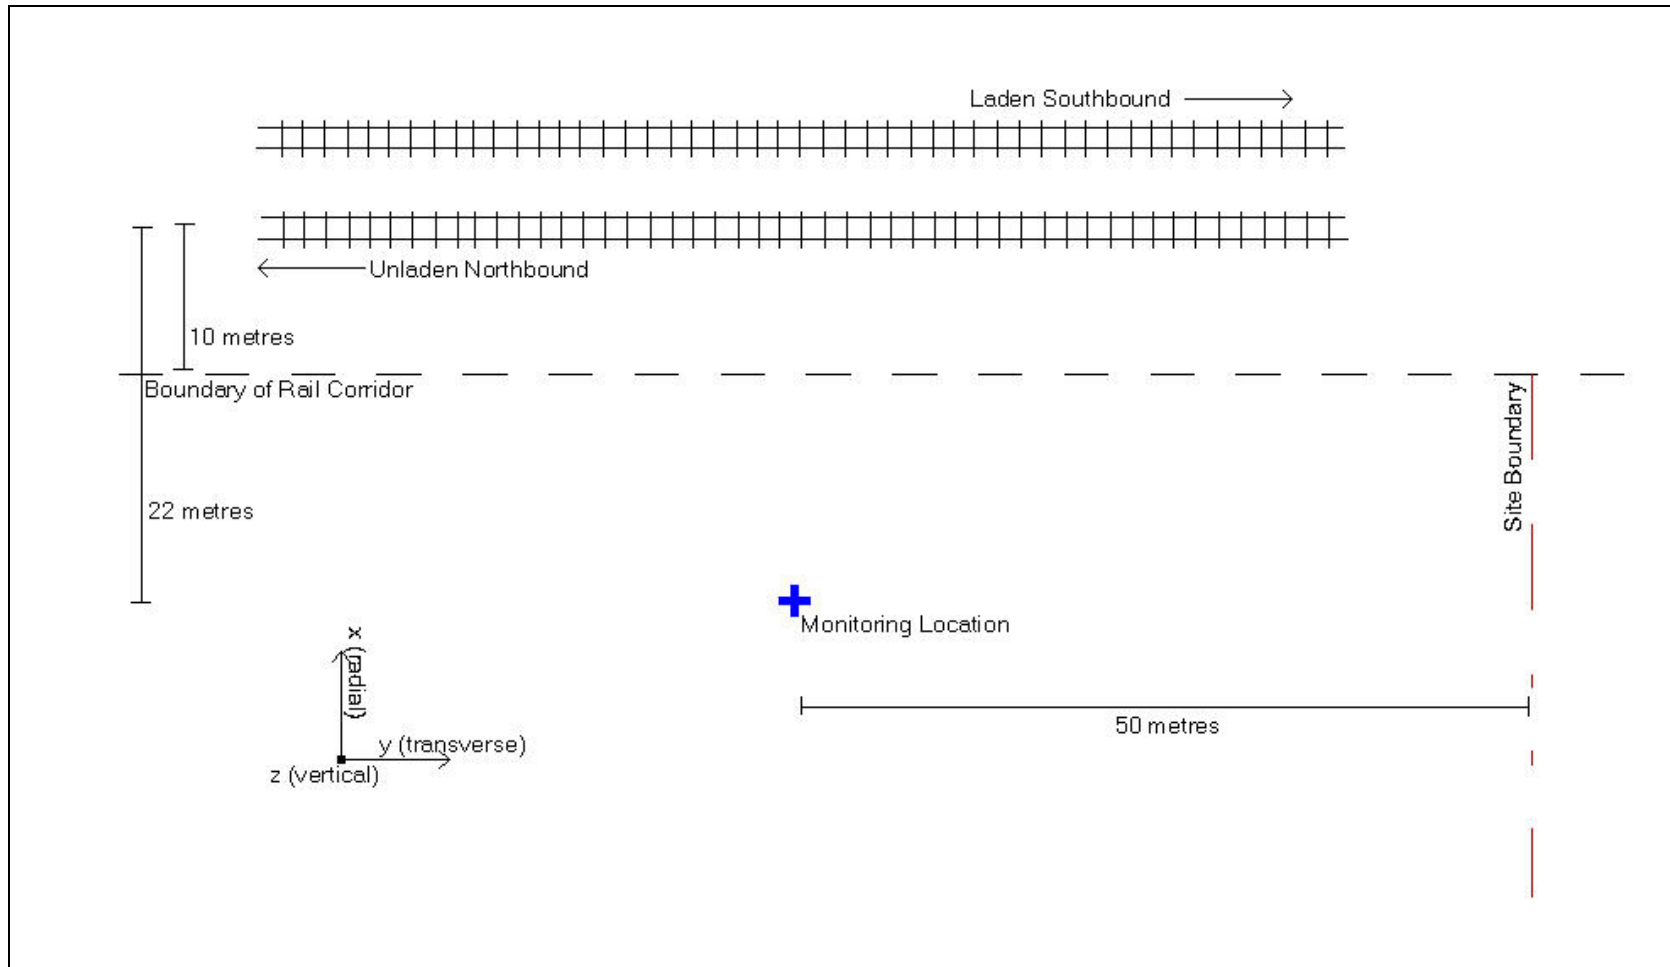 Laden Southbound
Unladen Northbound
10 metres
Boundary of Rail Corridor
Site Boundary
22 metres
Monitoring Location
x (radial)
50 metres
y (transverse)
z (vertical)